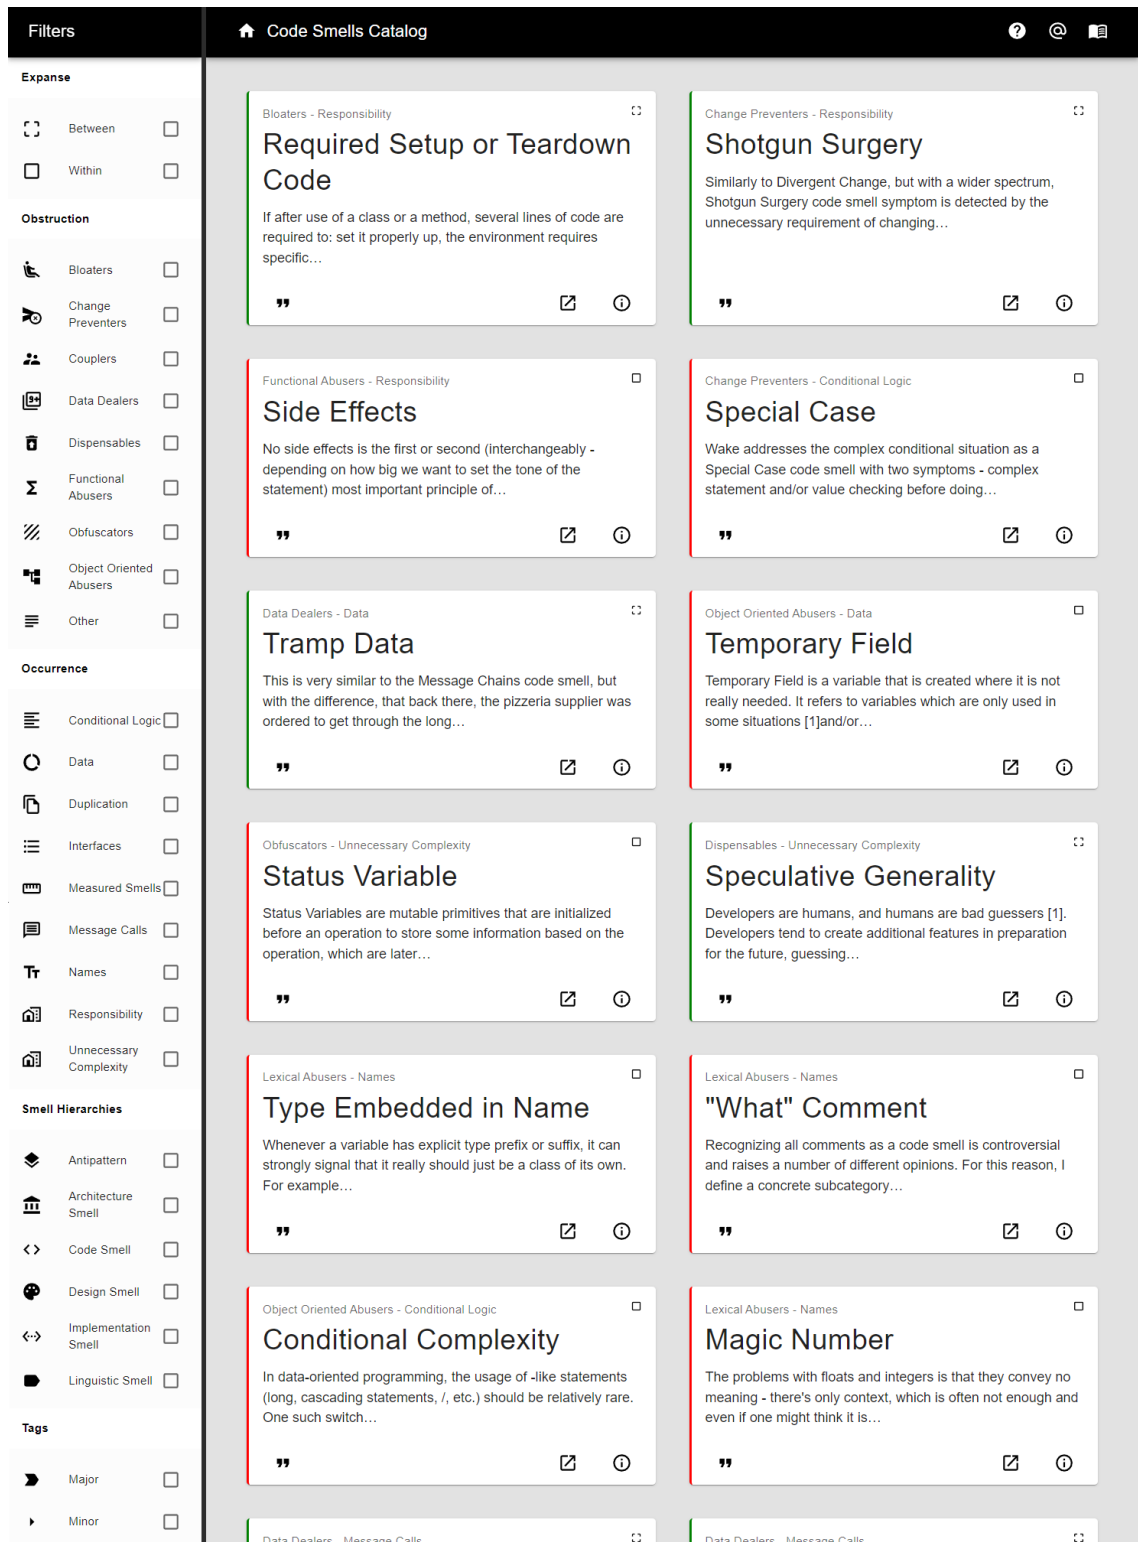 Filters
Code Smells Catalog
Expanse
Between
Within
Obstruction
Bloaters
Change
Preventers
Couplers
9+
Data Dealers
Dispensables
Functional
Abusers
Obfuscators
Object Oriented
Abusers
Other
Occurrence
Conditional Logic
Data
Duplication
Interfaces
Measured Smells
Message Calls
Names
Responsibility
Unnecessary
Complexity
Smell Hierarchies
Antipattern
Architecture
Smell
Code Smell
Design Smell
Implementation
Smell
Linguistic Smell
Tags
Major
Minor
Bloaters - Responsibility
Required Setup or Teardown
Code
If after use of a class or a method, several lines of code are
required to: set it properly up, the environment requires
specific…
Change Preventers - Responsibility
Shotgun Surgery
Similarly to Divergent Change, but with a wider spectrum,
Shotgun Surgery code smell symptom is detected by the
unnecessary requirement of changing…
Functional Abusers - Responsibility
Side Effects
No side effects is the first or second (interchangeably -
depending on how big we want to set the tone of the
statement) most important principle of…
Change Preventers - Conditional Logic
Special Case
Wake addresses the complex conditional situation as a
Special Case code smell with two symptoms - complex
statement and/or value checking before doing…
Data Dealers - Data
Tramp Data
This is very similar to the Message Chains code smell, but
with the difference, that back there, the pizzeria supplier was
ordered to get through the long…
Object Oriented Abusers - Data
Temporary Field
Temporary Field is a variable that is created where it is not
really needed. It refers to variables which are only used in
some situations [1]and/or…
Obfuscators - Unnecessary Complexity
Status Variable
Status Variables are mutable primitives that are initialized
before an operation to store some information based on the
operation, which are later…
Dispensables - Unnecessary Complexity
Speculative Generality
Developers are humans, and humans are bad guessers [1].
Developers tend to create additional features in preparation
for the future, guessing…
Lexical Abusers - Names
Type Embedded in Name
Whenever a variable has explicit type prefix or suffix, it can
strongly signal that it really should just be a class of its own.
For example…
Lexical Abusers - Names
"What" Comment
Recognizing all comments as a code smell is controversial
and raises a number of different opinions. For this reason, I
define a concrete subcategory…
Object Oriented Abusers - Conditional Logic
Conditional Complexity
In data-oriented programming, the usage of -like statements
(long, cascading statements, /, etc.) should be relatively rare.
One such switch…
Lexical Abusers - Names
Magic Number
The problems with floats and integers is that they convey no
meaning - there's only context, which is often not enough and
even if one might think it is…
Data Dealers - Message Calls
Data Dealers - Message Calls